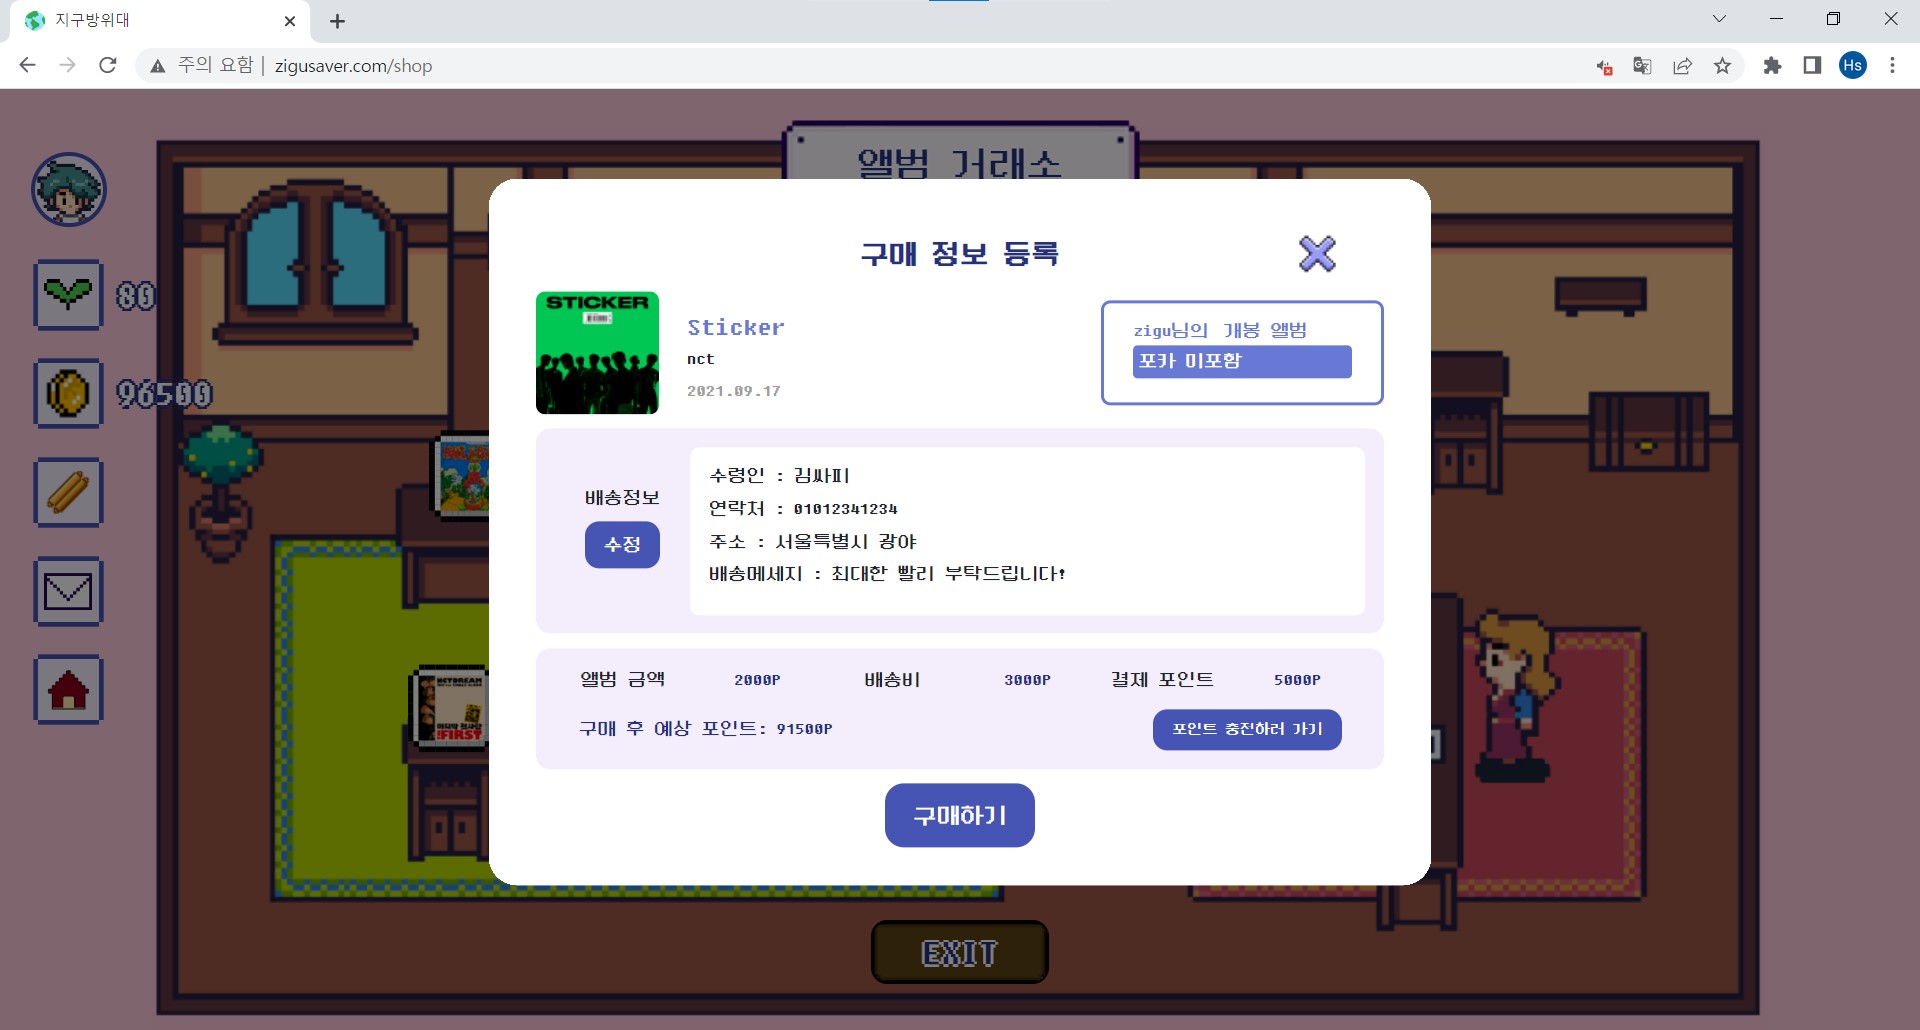 지구방위대
주의 요함 | zigusaver.com/shop
Hs
앨범 거래소
80
96500
구매 정보 등록
STICKER
Sticker
nct
2021.09.17
zigu님의 개봉 앨범
포카 미포함
배송정보
수정
수령인 : 김싸피
연락처 : 01012341234
주소 : 서울특별시 광야
배송메세지 : 최대한 빨리 부탁드립니다!
앨범 금액 2000P 배송비 3000P 결제 포인트 5000P
구매 후 예상 포인트: 91500P
포인트 충전하러 가기
구매하기
NCT DREAM
FIRST
EXIT